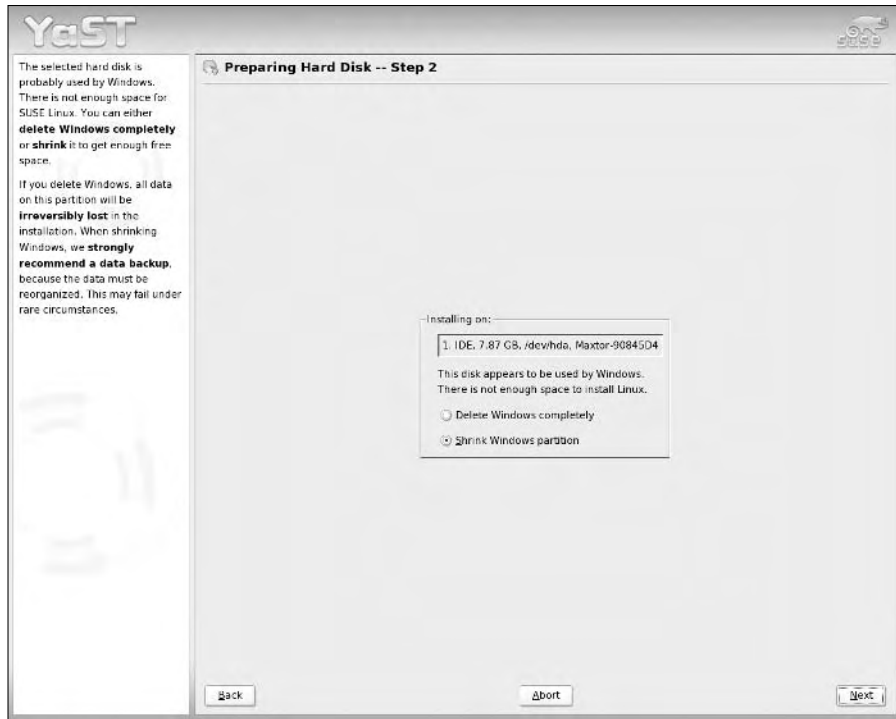 YaST
SUSE
The selected hard disk is
probably used by Windows.
There is not enough space for
SUSE Linux. You can either
delete Windows completely
or shrink it to get enough free
space.
If you delete Windows, all data
on this partition will be
irreversibly lost in the
installation. When shrinking
Windows, we strongly
recommend a data backup,
because the data must be
reorganized. This may fail under
rare circumstances.
Preparing Hard Disk -- Step 2
Installing on:
1. IDE, 7.87 GB, /dev/hda, Maxtor-90845D4
This disk appears to be used by Windows.
There is not enough space to install Linux.
Delete Windows completely
Shrink Windows partition
Back
Abort
Next